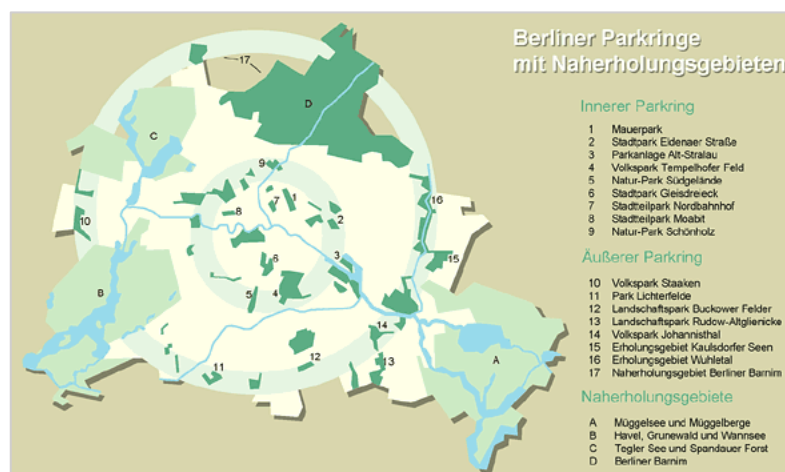 Berliner Parkringe
mit Naherholungsgebieten
Innerer Parkring
1 Mauerpark
2 Stadtpark Eldenaer Straße
3 Parkanlage Alt-Stralau
4 Volkspark Tempelhofer Feld
5 Natur-Park Südgelände
6 Stadtpark Gleisdreieck
7 Stadtteilpark Nordbahnhof
8 Stadtteilpark Moabit
9 Natur-Park Schönholz
Äußerer Parkring
10 Volkspark Staaken
11 Park Lichterfelde
12 Landschaftspark Buckower Felder
13 Landschaftspark Rudow-Altglienicke
14 Volkspark Johannisthal
15 Erholungsgebiet Kaulsdorfer Seen
16 Erholungsgebiet Wuhletal
17 Naherholungsgebiet Berliner Barnim
Naherholungsgebiete
A Müggelsee und Müggelberge
B Havel, Grunewald und Wannsee
C Tegler See und Spandauer Forst
D Berliner Barnim
17
D
C
9
7
1
8
2
16
10
3
15
6
B
5
4
14
12
11
13
A